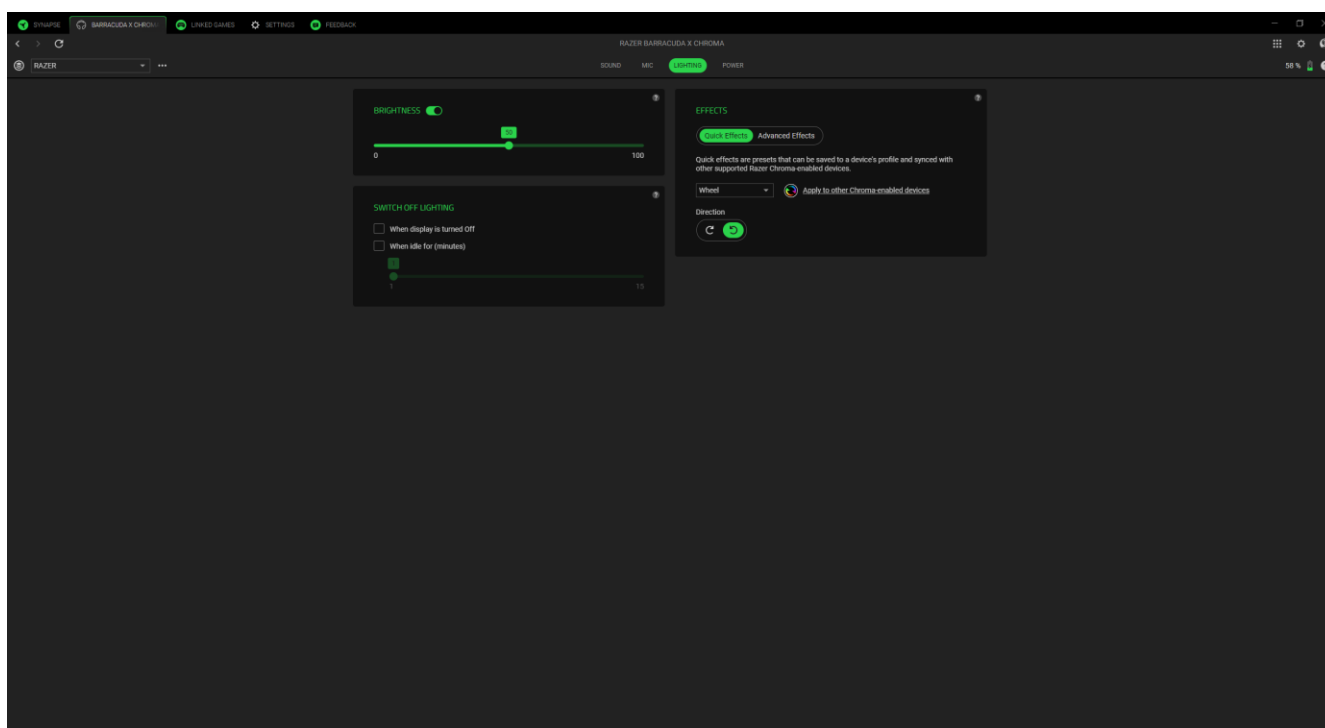 SYNAPSE
BARRACUDA X CHROM
LINKED GAMES
SETTINGS
FEEDBACK
RAZER BARRACUDA X CHROMA
RAZER
SOUND
MIC
LIGHTING
POWER
58 %
BRIGHTNESS
50
0
100
SWITCH OFF LIGHTING
When display is turned Off
When idle for (minutes)
1
1
15
EFFECTS
Quick Effects
Advanced Effects
Quick effects are presets that can be saved to a device's profile and synced with
other supported Razer Chroma-enabled devices.
Wheel
Apply to other Chroma-enabled devices
Direction